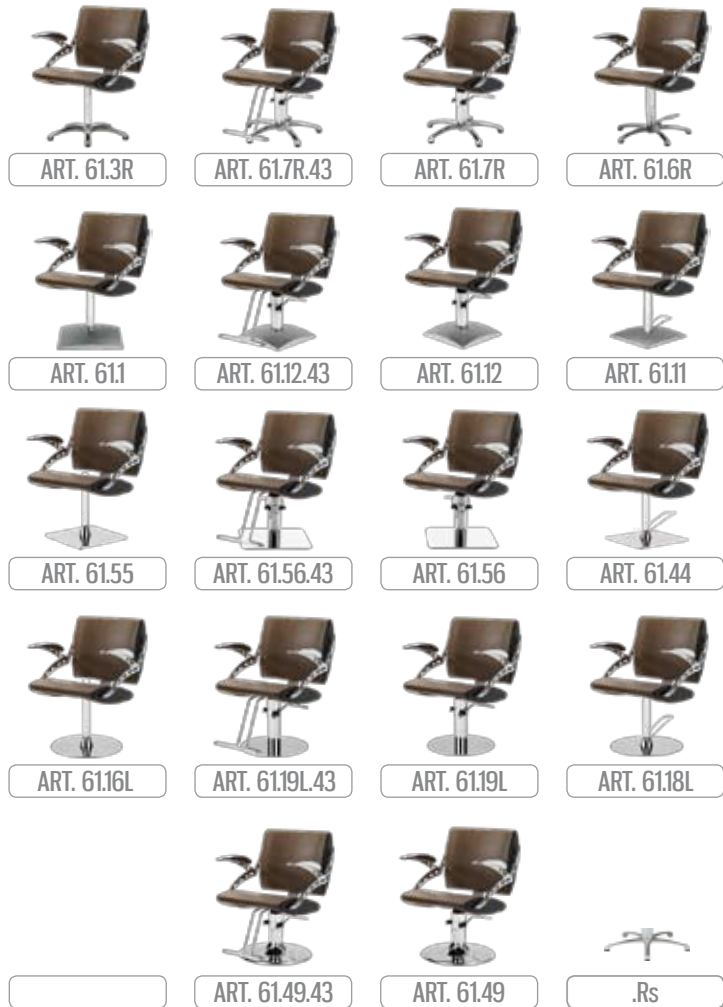 ART. 61.3R
ART. 61.7R.43
ART. 61.7R
ART. 61.6R
ART. 61.1
ART. 61.12.43
ART. 61.12
ART. 61.11
ART. 61.55
ART. 61.56.43
ART. 61.56
ART. 61.44
ART. 61.16L
ART. 61.19L.43
ART. 61.19L
ART. 61.18L
ART. 61.49.43
ART. 61.49
.Rs